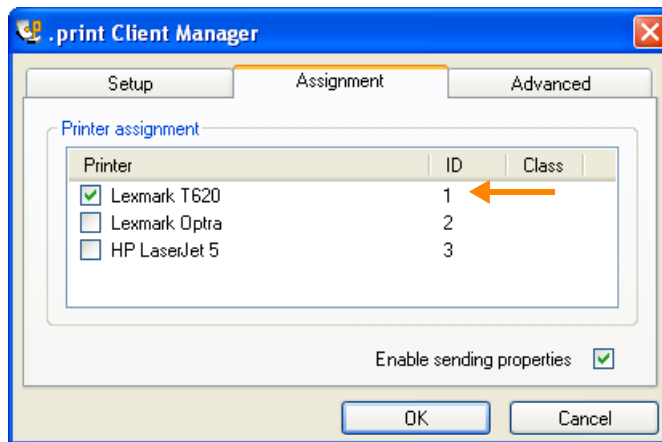 .print Client Manager
Setup Assignment Advanced
Printer assignment
Printer ID Class
Lexmark T620 1
Lexmark Optra 2
HP LaserJet 5 3
Enable sending properties
OK Cancel